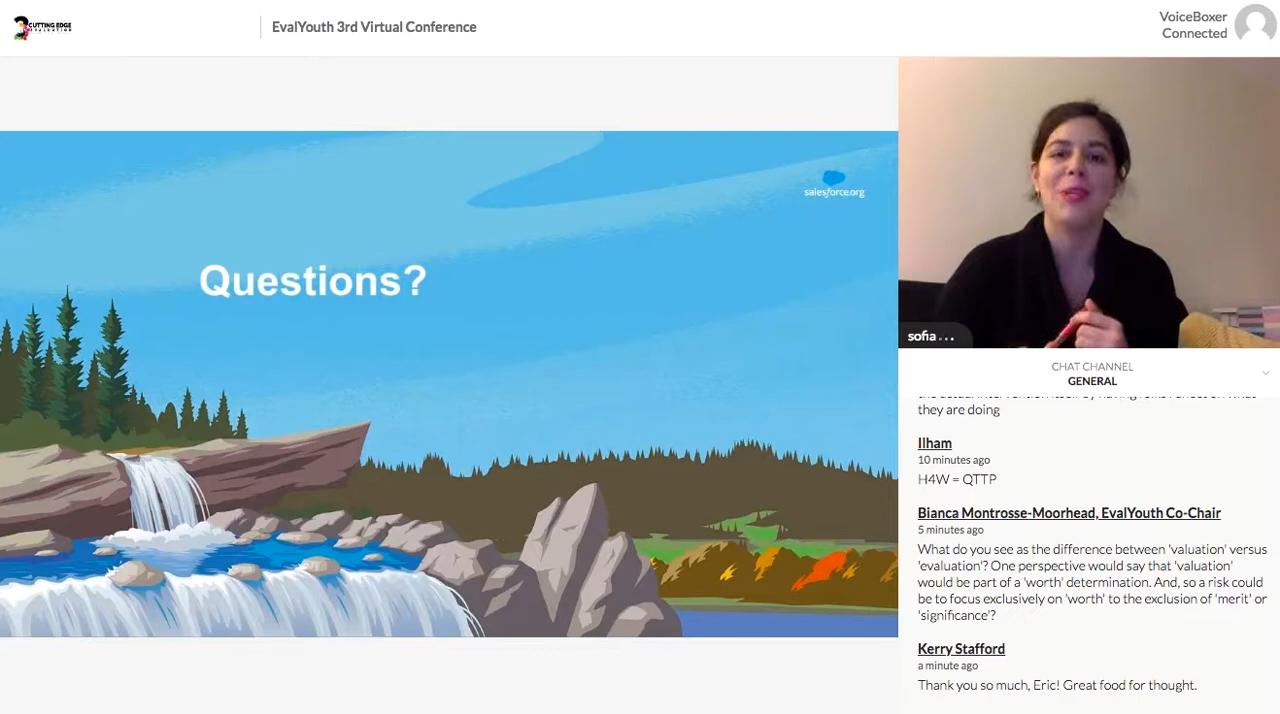 CUTTING EDGE
EvalYouth 3rd Virtual Conference
VoiceBoxer
Connected
salesforce.org
Questions?
sofia ...
CHAT CHANNEL
GENERAL
they are doing
Ilham
10 minutes ago
H4W = QTTP
Bianca Montrosse-Moorhead, EvalYouth Co-Chair
5 minutes ago
What do you see as the difference between 'valuation' versus
'evaluation'? One perspective would say that 'valuation'
would be part of a 'worth' determination. And, so a risk could
be to focus exclusively on 'worth' to the exclusion of 'merit' or
'significance'?
Kerry Stafford
a minute ago
Thank you so much, Eric! Great food for thought.